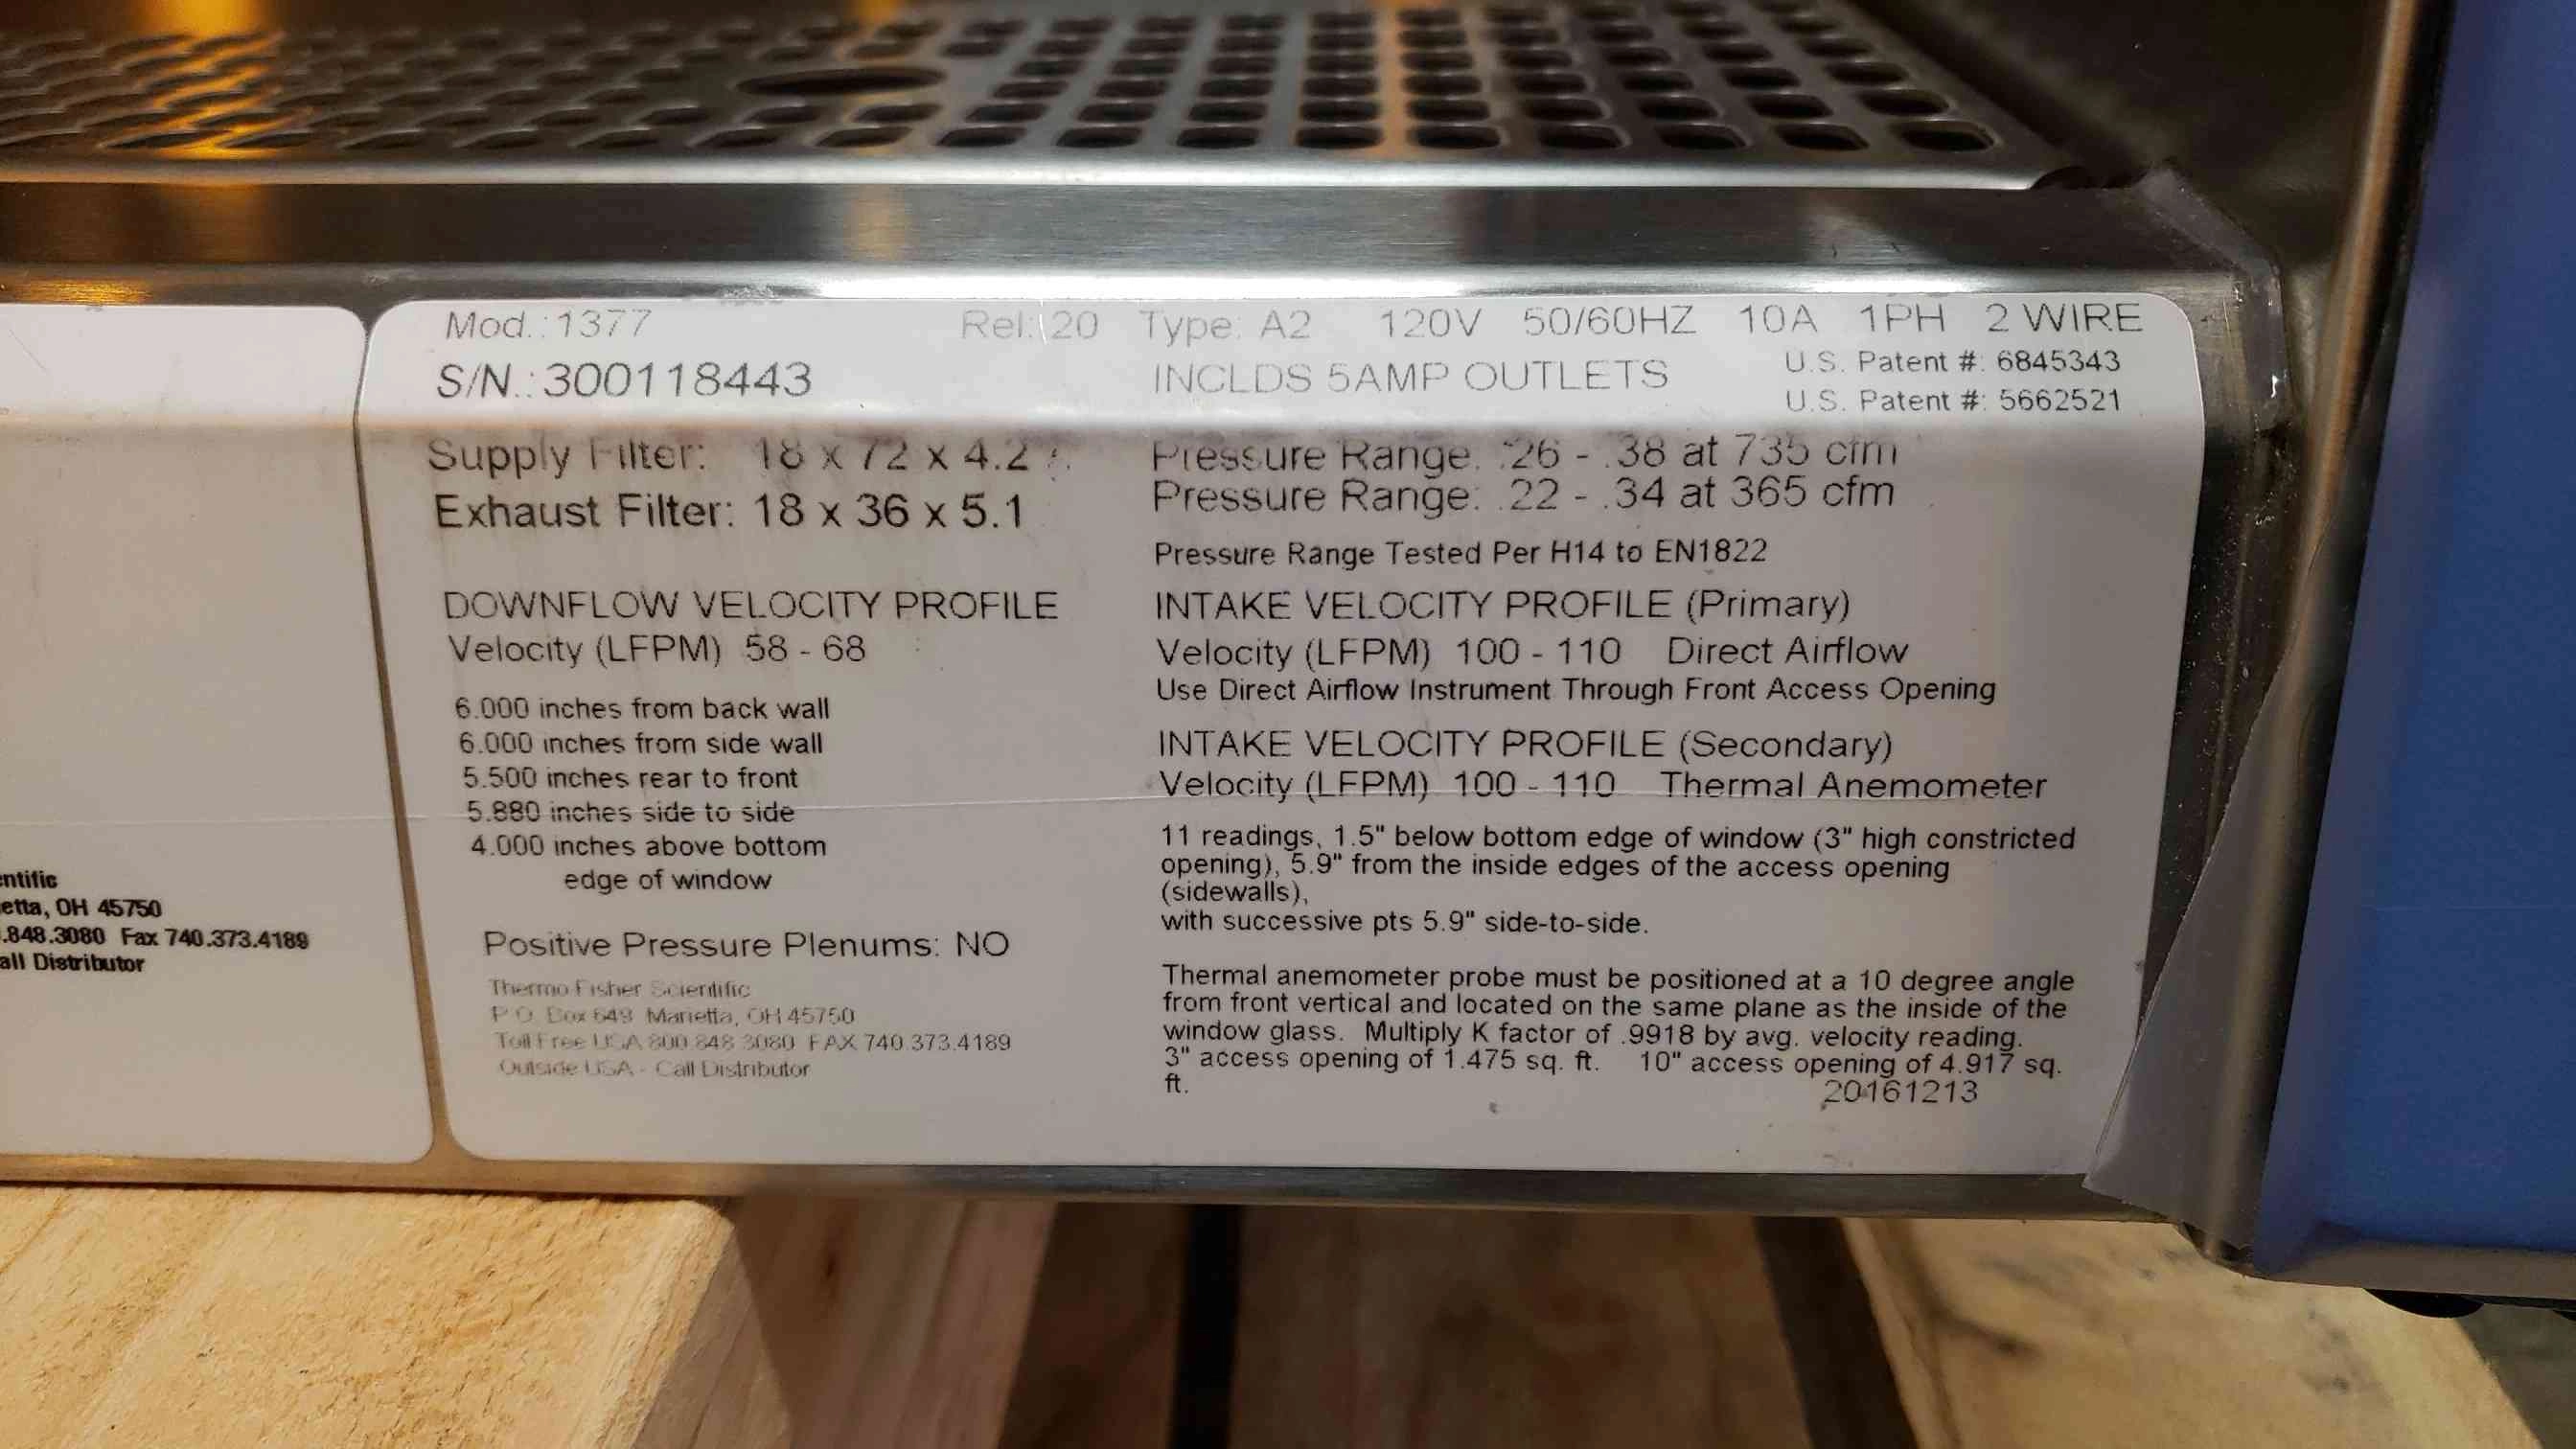 Mod.: 1377 Rel: 20 Type: A2 120V 50/60HZ 10A 1PH 2 WIRE
S/N.: 300118443 INCLDS 5AMP OUTLETS U.S. Patent #: 6845343
U.S. Patent #: 5662521
Supply Filter: 18 x 72 x 4.2 Pressure Range: .26 - .38 at 735 cfm
Exhaust Filter: 18 x 36 x 5.1 Pressure Range: .22 - .34 at 365 cfm
Pressure Range Tested Per H14 to EN1822
DOWNFLOW VELOCITY PROFILE
Velocity (LFPM) 58 - 68
6.000 inches from back wall
6.000 inches from side wall
5.500 inches rear to front
5.880 inches side to side
4.000 inches above bottom
edge of window
Positive Pressure Plenums: NO
Thermo Fisher Scientific
P.O. Box 649 Marietta, OH 45750
Toll Free USA 800.848.3080 FAX 740.373.4189
Outside USA - Call Distributor
INTAKE VELOCITY PROFILE (Primary)
Velocity (LFPM) 100 - 110 Direct Airflow
Use Direct Airflow Instrument Through Front Access Opening
INTAKE VELOCITY PROFILE (Secondary)
Velocity (LFPM) 100 - 110 Thermal Anemometer
11 readings, 1.5" below bottom edge of window (3" high constricted
opening), 5.9" from the inside edges of the access opening
(sidewalls),
with successive pts 5.9" side-to-side.
Thermal anemometer probe must be positioned at a 10 degree angle
from front vertical and located on the same plane as the inside of the
window glass. Multiply K factor of .9918 by avg. velocity reading.
3" access opening of 1.475 sq. ft. 10" access opening of 4.917 sq.
ft.
20161213
entific
etta, OH 45750
.848.3080 Fax 740.373.4189
all Distributor